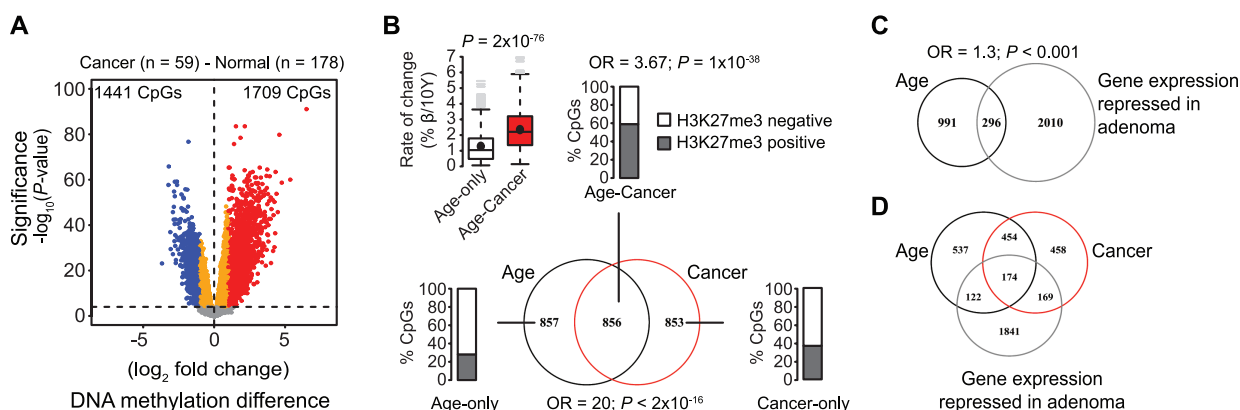 A
Cancer (n = 59) - Normal (n = 178)
1441 CpGs
1709 CpGs
100
80
60
40
20
0
-5
0
5
Significance
-log10(P-value)
(log2 fold change)
DNA methylation difference
B
P = 2x10-76
7
6
5
4
3
2
1
0
Rate of change
(% β/10Y)
Age-only
Age-Cancer
OR = 3.67; P = 1x10-38
100
80
60
40
20
0
% CpGs
Age-Cancer
H3K27me3 negative
H3K27me3 positive
100
80
60
40
20
0
% CpGs
Age-only
Age
Cancer
857
856
853
OR = 20; P < 2x10-16
100
80
60
40
20
0
% CpGs
Cancer-only
C
OR = 1.3; P < 0.001
Age
991
296
2010
Gene expression
repressed in
adenoma
D
Age
Cancer
537
454
458
174
122
169
1841
Gene expression
repressed in adenoma